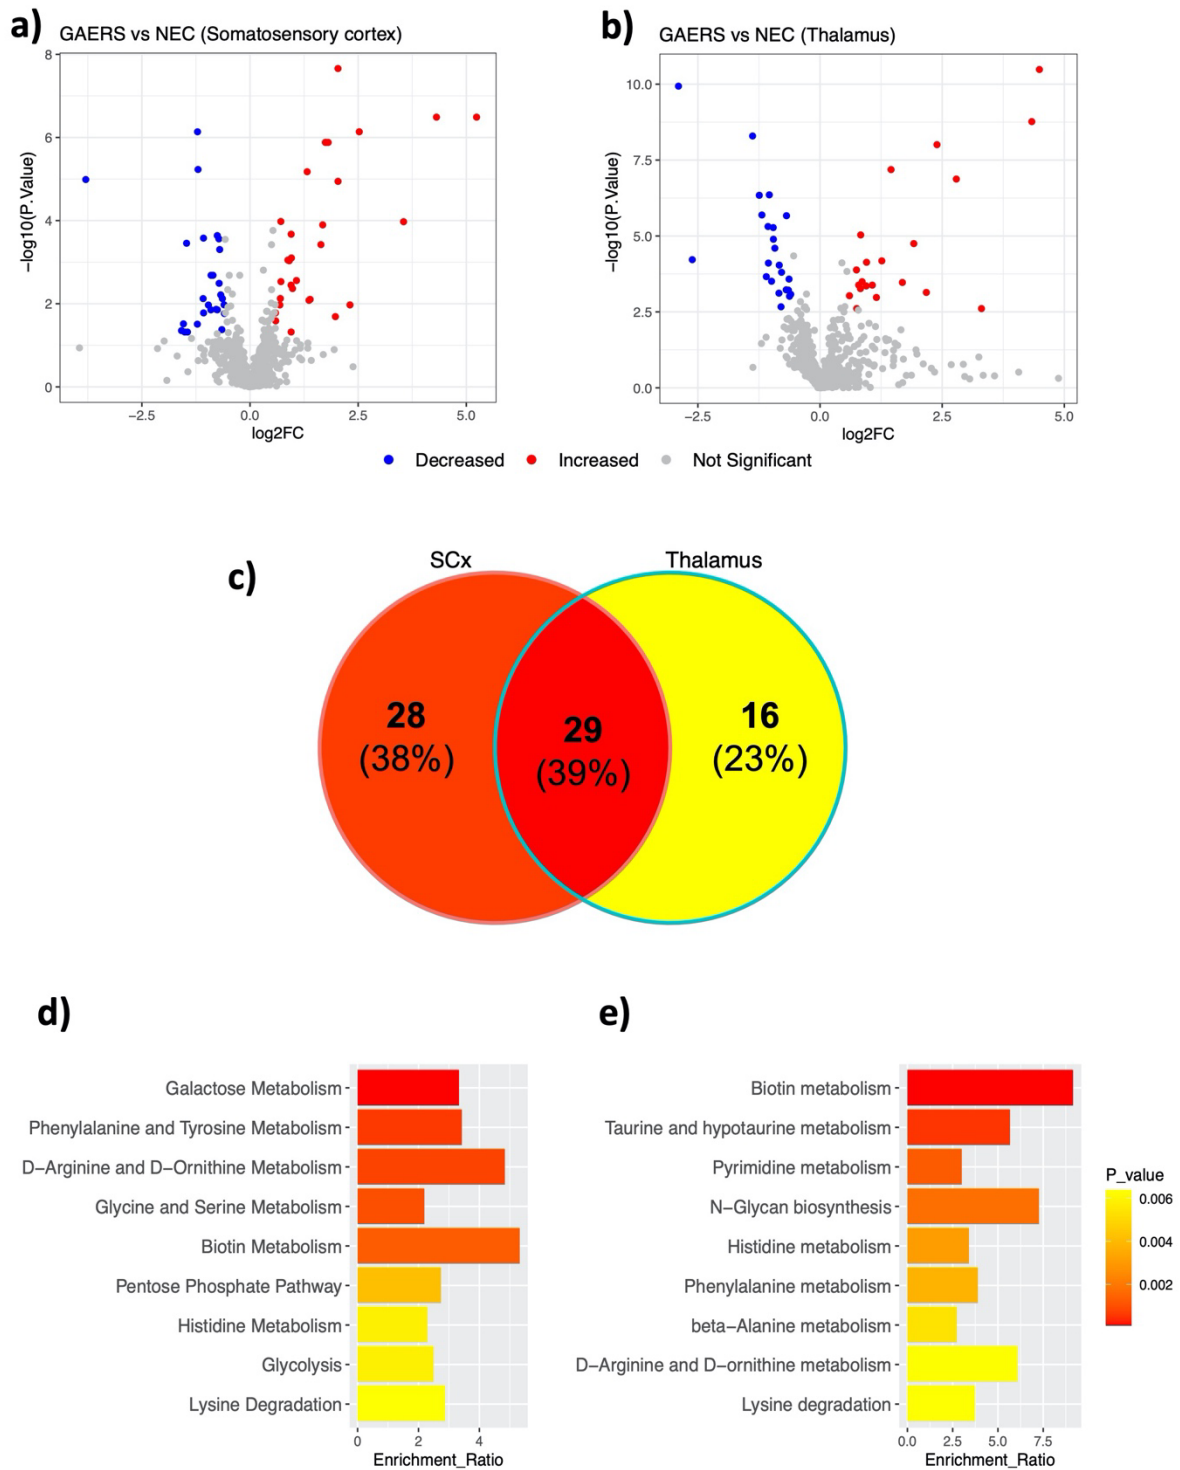 a)
GAERS vs NEC (Somatosensory cortex)
8
6
4
2
0
−log10(P.Value)
−2.5
0.0
2.5
5.0
log2FC
b)
GAERS vs NEC (Thalamus)
10.0
7.5
5.0
2.5
0.0
−log10(P.Value)
−2.5
0.0
2.5
5.0
log2FC
Decreased
Increased
Not Significant
c)
SCx
Thalamus
28
(38%)
29
(39%)
16
(23%)
d)
Galactose Metabolism
Phenylalanine and Tyrosine Metabolism
D−Arginine and D−Ornithine Metabolism
Glycine and Serine Metabolism
Biotin Metabolism
Pentose Phosphate Pathway
Histidine Metabolism
Glycolysis
Lysine Degradation
0
2
4
Enrichment_Ratio
e)
Biotin metabolism
Taurine and hypotaurine metabolism
Pyrimidine metabolism
N−Glycan biosynthesis
Histidine metabolism
Phenylalanine metabolism
beta−Alanine metabolism
D−Arginine and D−ornithine metabolism
Lysine degradation
0.0
2.5
5.0
7.5
Enrichment_Ratio
P_value
0.006
0.004
0.002